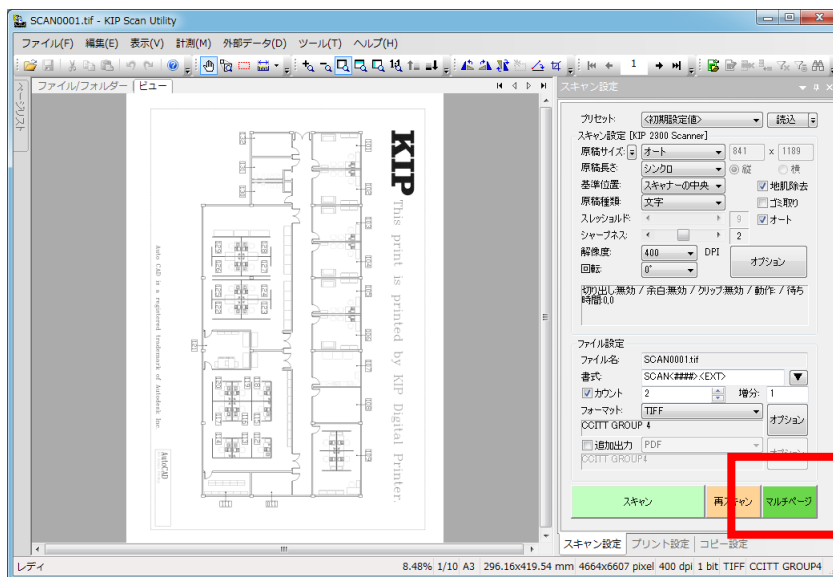 SCAN0001.tif - KIP Scan Utility
ファイル(F) 編集(E) 表示(V) 計測(M) 外部データ(D) ツール(T) ヘルプ(H)
1
ページリスト
ファイル/フォルダー ビュー
スキャン設定
プリセット: <初期設定値> 読込
スキャン設定 [KIP 2300 Scanner]
原稿サイズ: オート 841 x 1189
原稿長さ: シンクロ 縦 横
基準位置: スキャナーの中央 地肌除去
原稿種類: 文字 ゴミ取り
スレッショルド: 9 オート
シャープネス: 2
解像度: 400 DPI オプション
回転: 0°
切り出し:無効 / 余白:無効 / クリップ:無効 / 動作: / 待ち
時間:0.0
ファイル設定
ファイル名: SCAN0001.tif
書式: SCAN<####>.<EXT>
カウント 2 増分: 1
フォーマット: TIFF オプション
CCITT GROUP 4
追加出力 PDF オプション
CCITT GROUP4
スキャン 再スキャン マルチページ
スキャン設定 プリント設定 コピー設定
KIP This print is printed by KIP Digital Printer.
Auto CAD is a registered trademark of Autodesk Inc.
AutoCAD
レディ 8.48% 1/10 A3 296.16x419.54 mm 4664x6607 pixel 400 dpi 1 bit TIFF CCITT GROUP4